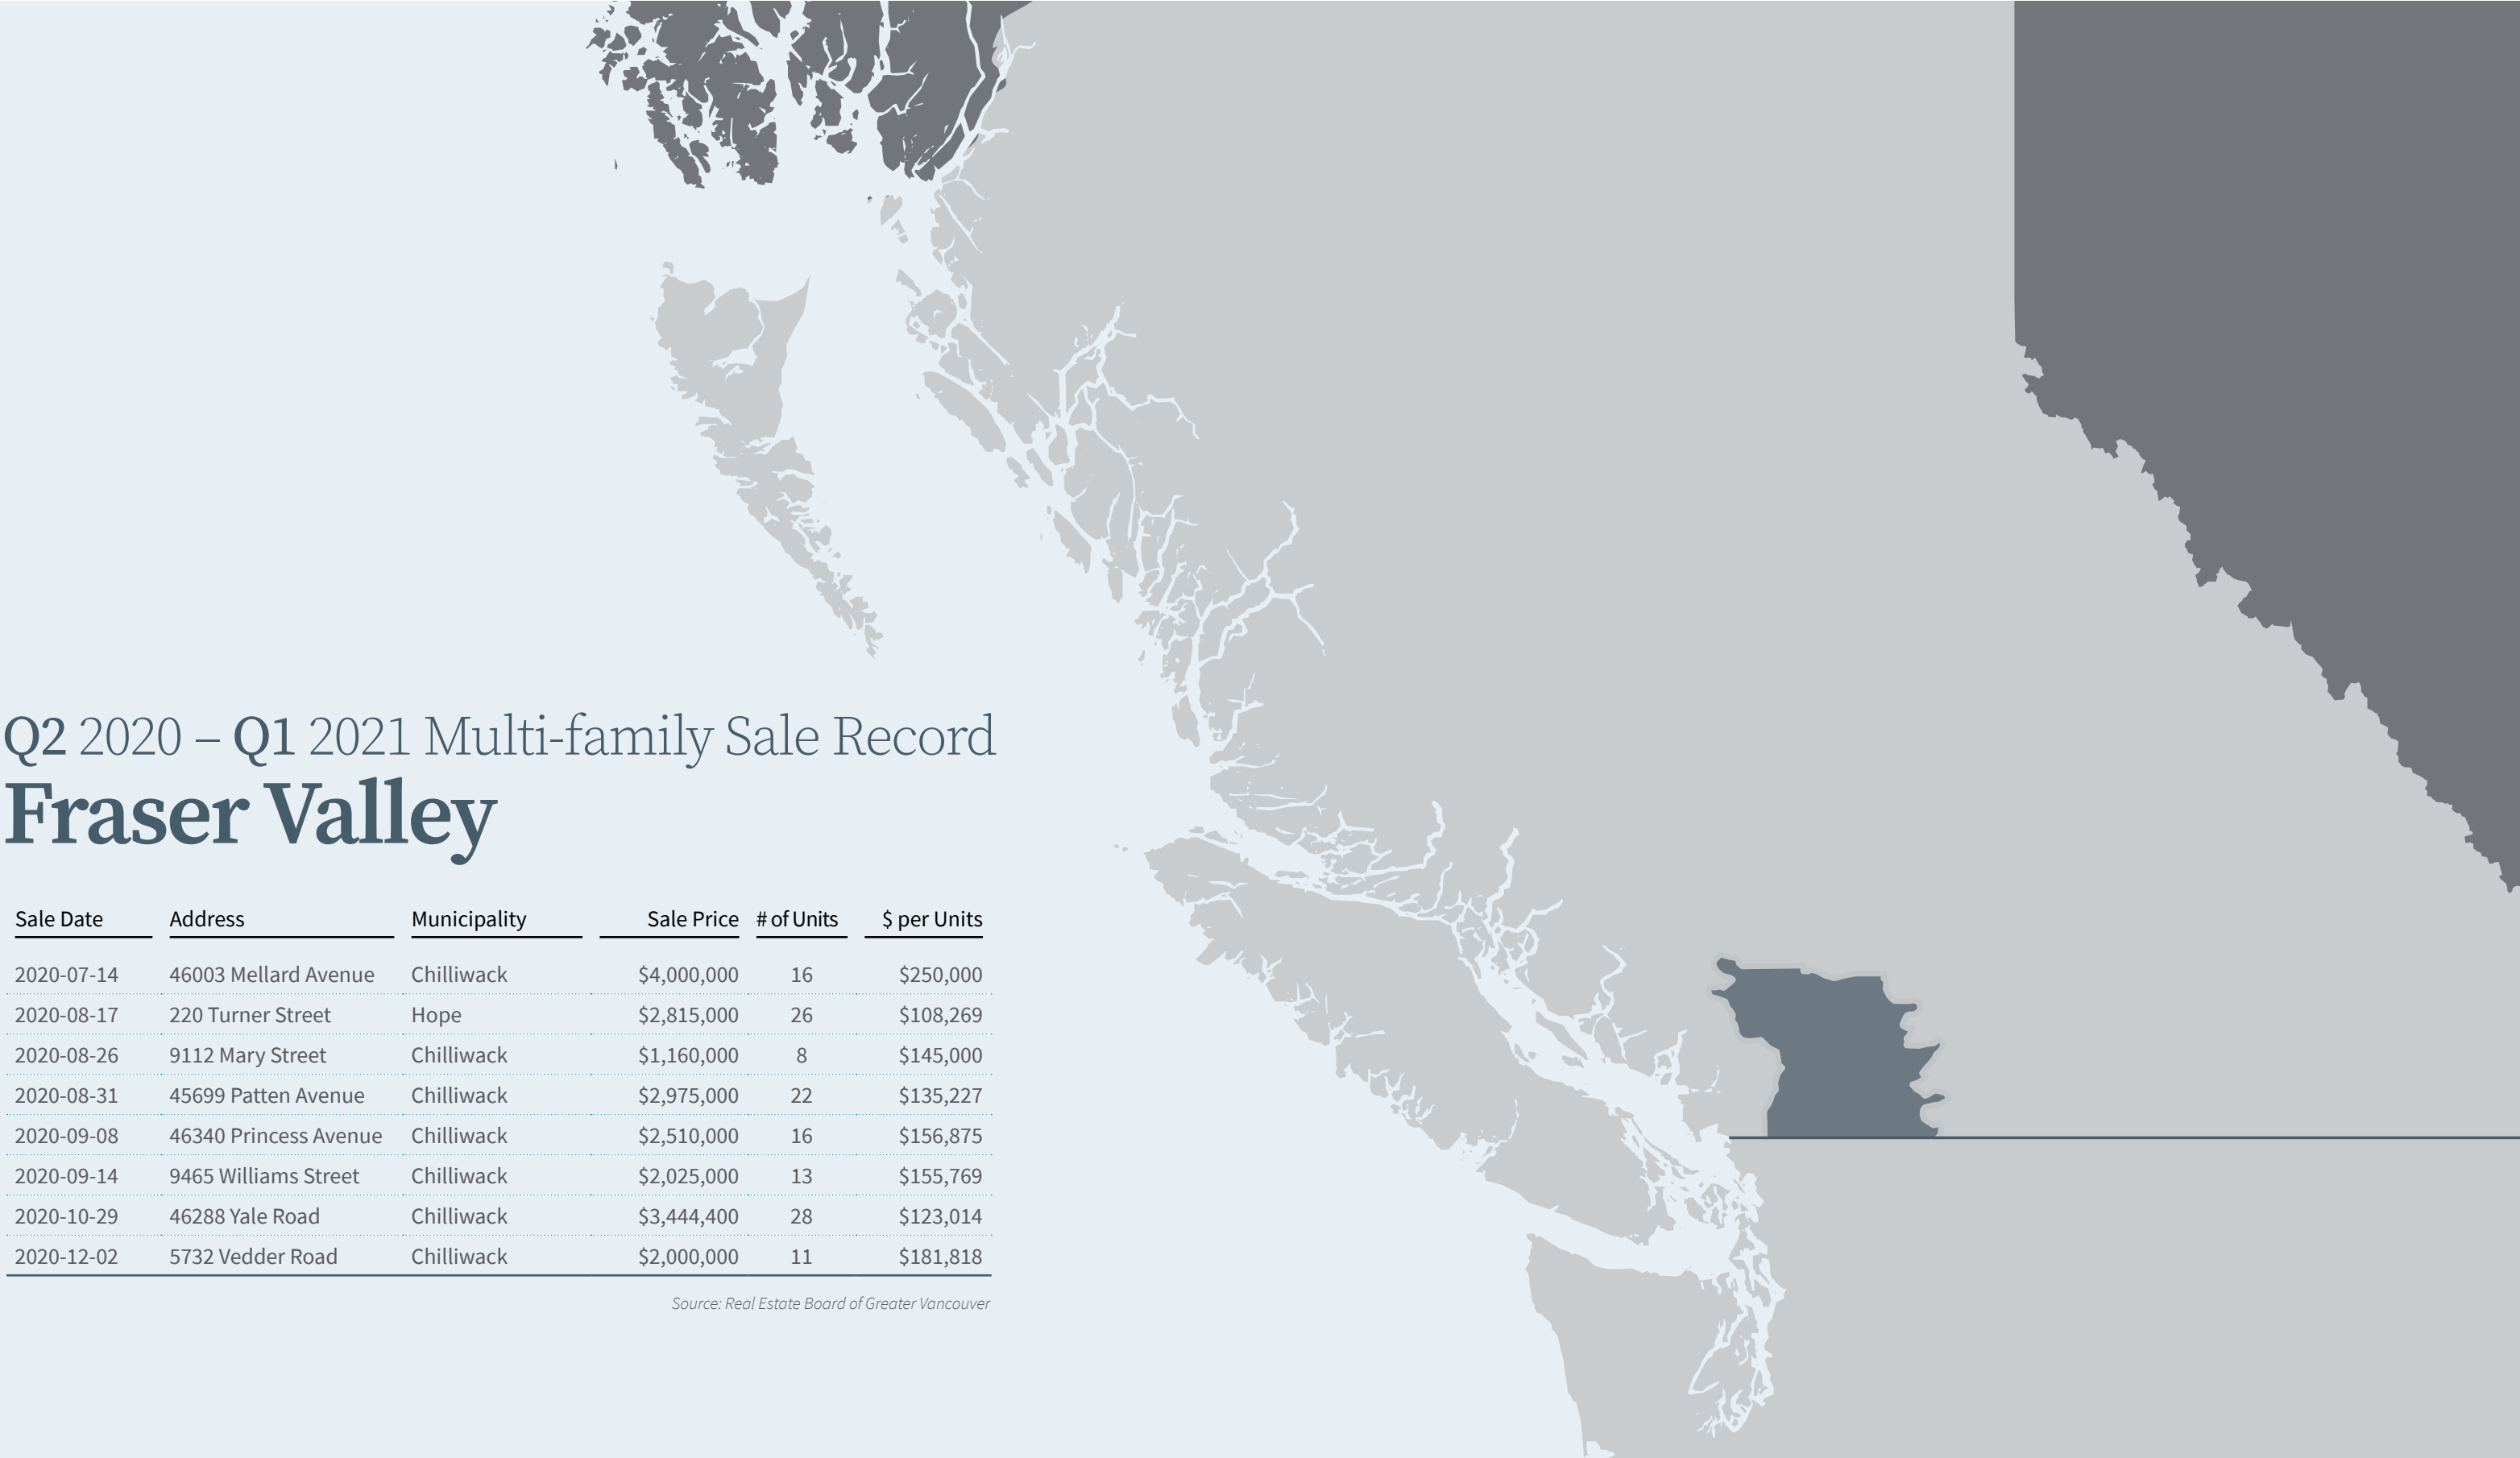 Q2 2020 – Q1 2021 Multi-family Sale Record
Fraser Valley
Sale Date Address Municipality Sale Price # of Units $ per Units
2020-07-14 46003 Mellard Avenue Chilliwack $4,000,000 16 $250,000
2020-08-17 220 Turner Street Hope $2,815,000 26 $108,269
2020-08-26 9112 Mary Street Chilliwack $1,160,000 8 $145,000
2020-08-31 45699 Patten Avenue Chilliwack $2,975,000 22 $135,227
2020-09-08 46340 Princess Avenue Chilliwack $2,510,000 16 $156,875
2020-09-14 9465 Williams Street Chilliwack $2,025,000 13 $155,769
2020-10-29 46288 Yale Road Chilliwack $3,444,400 28 $123,014
2020-12-02 5732 Vedder Road Chilliwack $2,000,000 11 $181,818
Source: Real Estate Board of Greater Vancouver